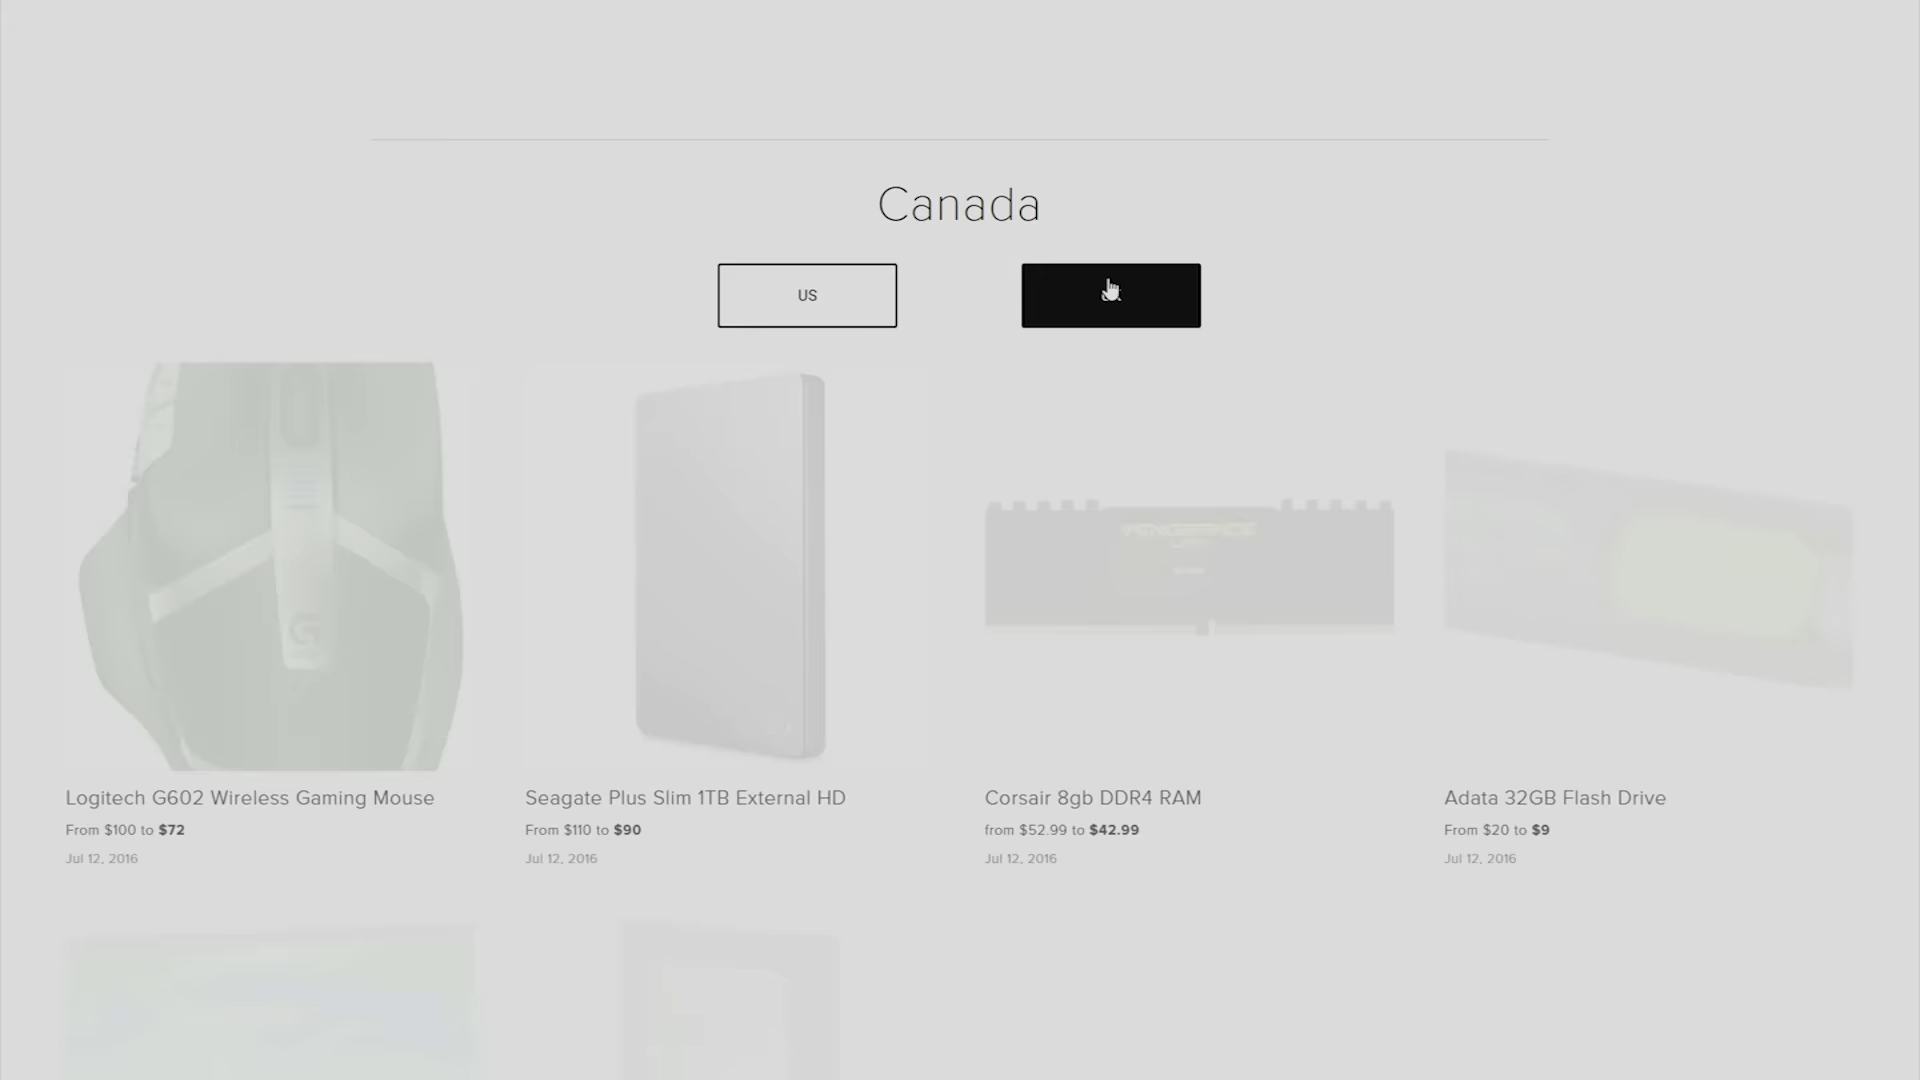 Canada
US
Logitech G602 Wireless Gaming Mouse
From $100 to $72
Jul 12, 2016
Seagate Plus Slim 1TB External HD
From $110 to $90
Jul 12, 2016
VENGEANCE
Corsair 8gb DDR4 RAM
from $52.99 to $42.99
Jul 12, 2016
Adata 32GB Flash Drive
From $20 to $9
Jul 12, 2016